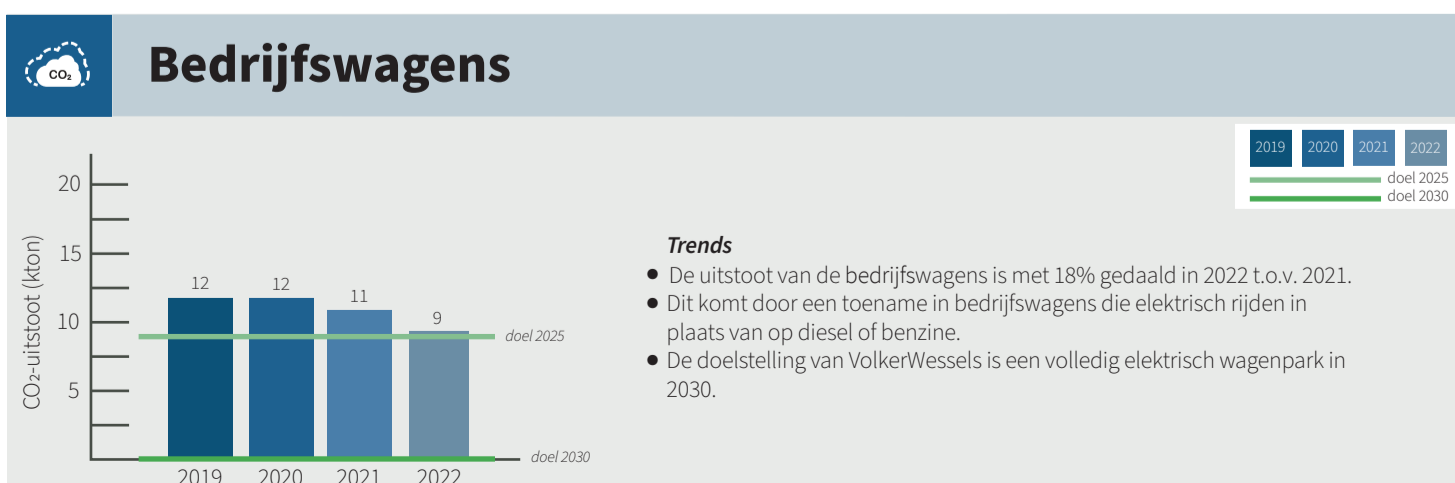 CO₂
Bedrijfswagens
2019 2020 2021 2022
doel 2025
doel 2030
CO₂-uitstoot (kton)
20
15
10
5
12 12 11 9
doel 2025
doel 2030
2019 2020 2021 2022
Trends
● De uitstoot van de bedrijfswagens is met 18% gedaald in 2022 t.o.v. 2021.
● Dit komt door een toename in bedrijfswagens die elektrisch rijden in
plaats van op diesel of benzine.
● De doelstelling van VolkerWessels is een volledig elektrisch wagenpark in
2030.